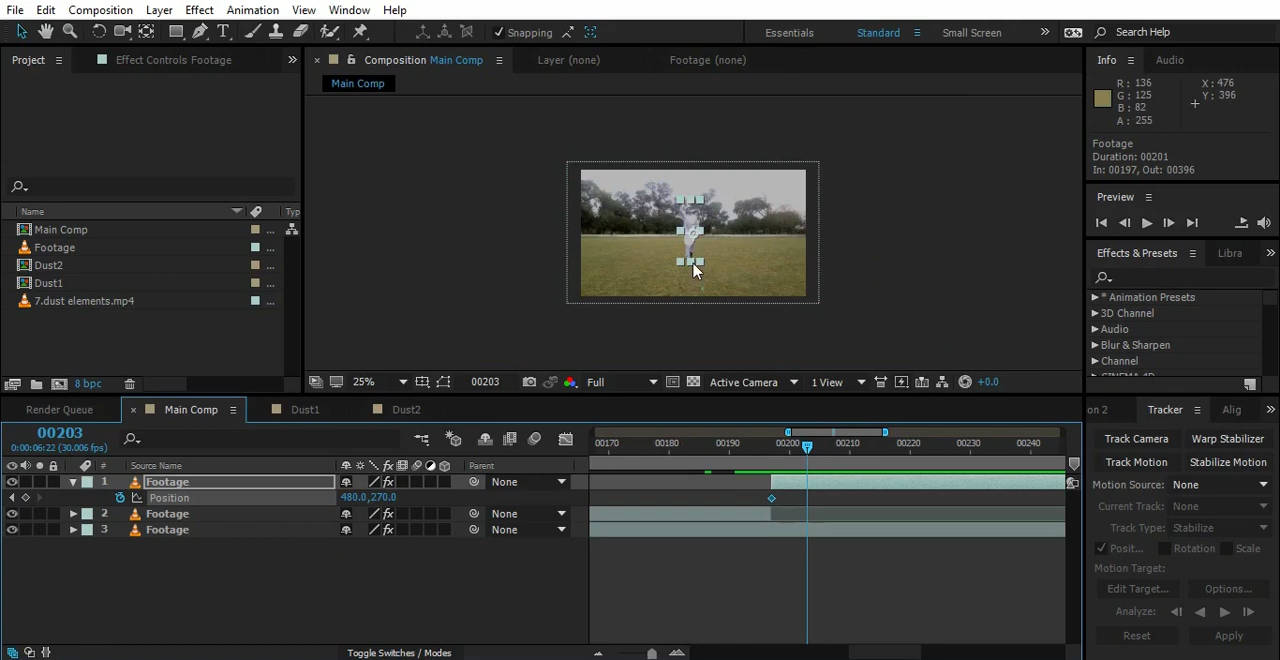 File Edit Composition Layer Effect Animation View Window Help
Snapping Essentials Standard Small Screen Search Help
Project Effect Controls Footage
Composition Main Comp Layer (none) Footage (none)
Main Comp
Info Audio
R: 136 X: 476
G: 125 Y: 396
B: 82
A: 255
Footage
Duration: 00201
In: 00197, Out: 00396
Preview
Effects & Presets Libra
* Animation Presets
3D Channel
Audio
Blur & Sharpen
Channel
Name Typ
Main Comp
Footage
Dust2
Dust1
7.dust elements.mp4
8 bpc
25% 00203 Full Active Camera 1 View +0.0
Render Queue Main Comp Dust1 Dust2
00203
0:00:06:22 (30.006 fps)
00170 00180 00190 00200 00210 00220 00230 00240
# Source Name Parent
1 Footage None
Position 480.0,270.0
2 Footage None
3 Footage None
Toggle Switches / Modes
on 2 Tracker Alig
Track Camera Warp Stabilizer
Track Motion Stabilize Motion
Motion Source: None
Current Track: None
Track Type: Stabilize
Posit... Rotation Scale
Motion Target:
Edit Target... Options...
Analyze:
Reset Apply